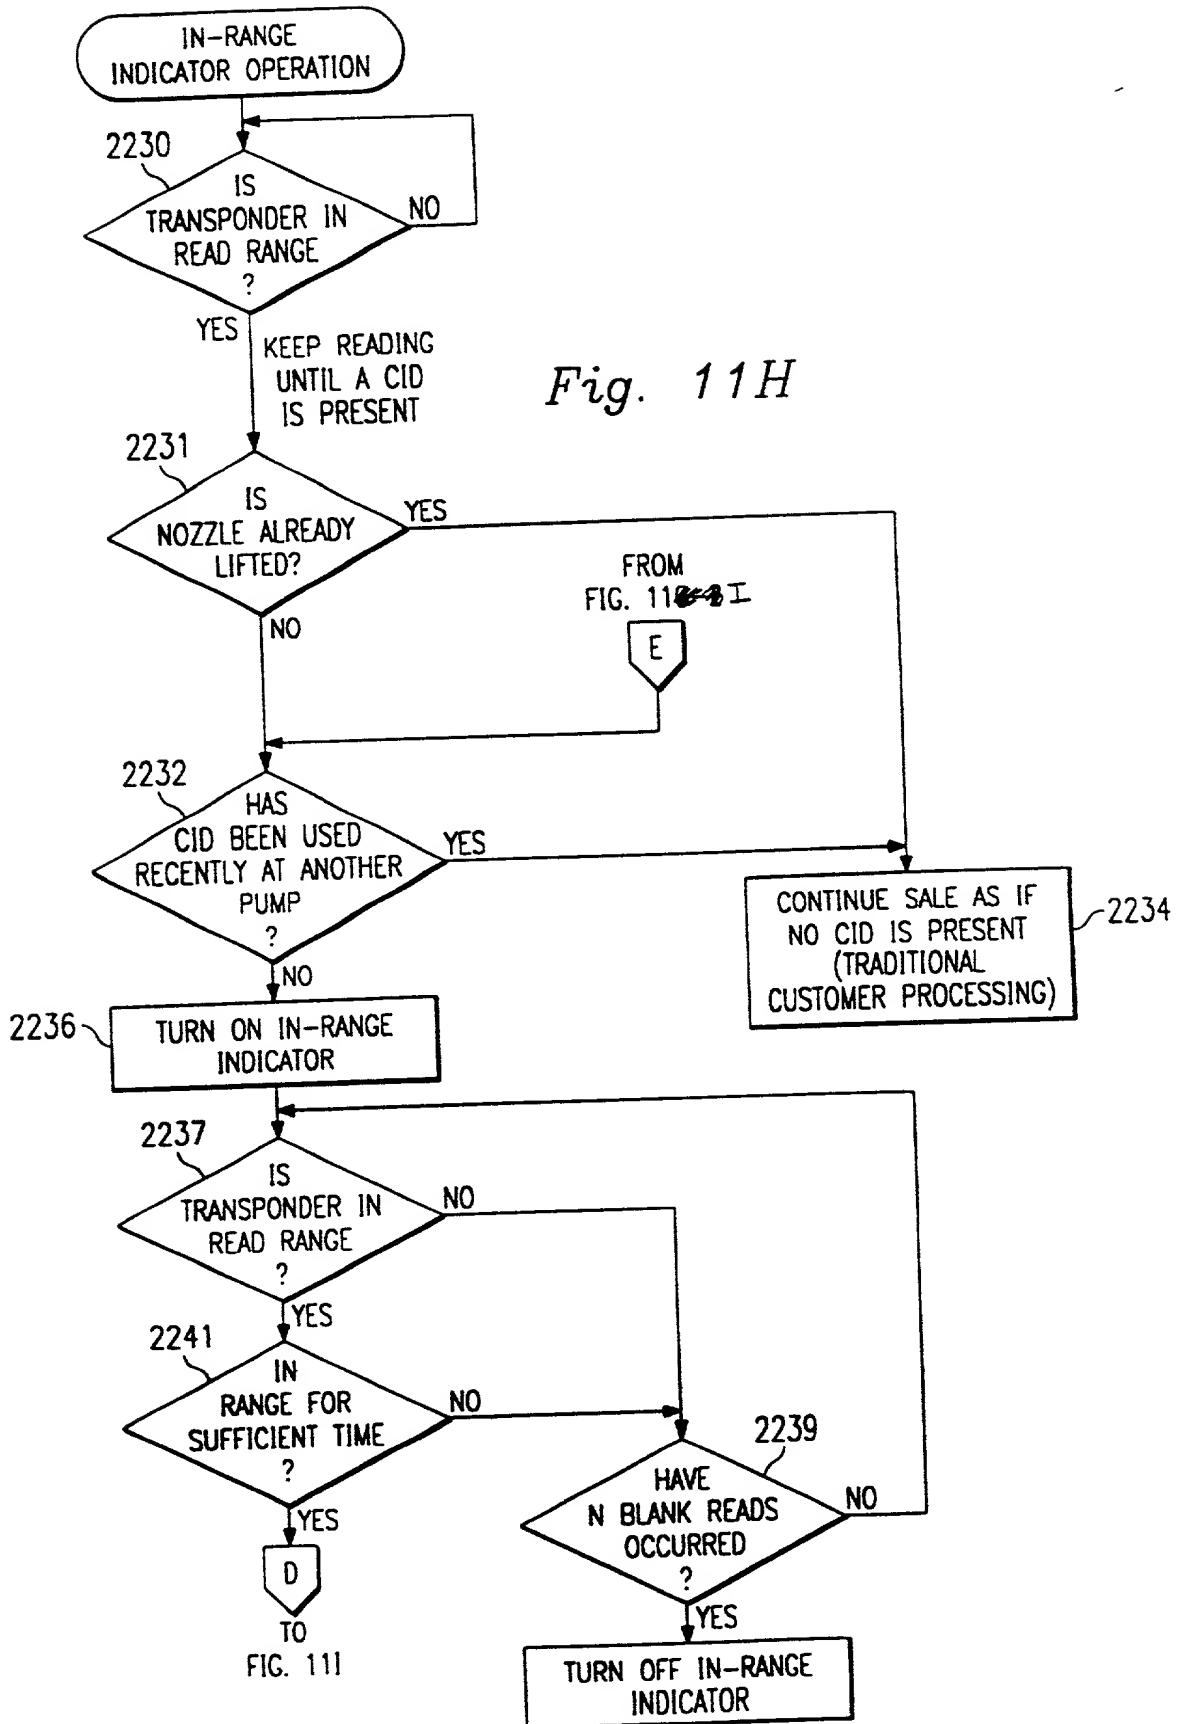 IN-RANGE
INDICATOR OPERATION
2230
IS
TRANSPONDER IN
READ RANGE
?
NO
YES
KEEP READING
UNTIL A CID
IS PRESENT
Fig. 11H
2231
IS
NOZZLE ALREADY
LIFTED?
YES
NO
FROM
FIG. 11 I
E
2232
HAS
CID BEEN USED
RECENTLY AT ANOTHER
PUMP
?
YES
NO
CONTINUE SALE AS IF
NO CID IS PRESENT
(TRADITIONAL
CUSTOMER PROCESSING)
2234
2236
TURN ON IN-RANGE
INDICATOR
2237
IS
TRANSPONDER IN
READ RANGE
?
NO
YES
2241
IN
RANGE FOR
SUFFICIENT TIME
?
NO
YES
D
TO
FIG. 11I
2239
HAVE
N BLANK READS
OCCURRED
?
NO
YES
TURN OFF IN-RANGE
INDICATOR